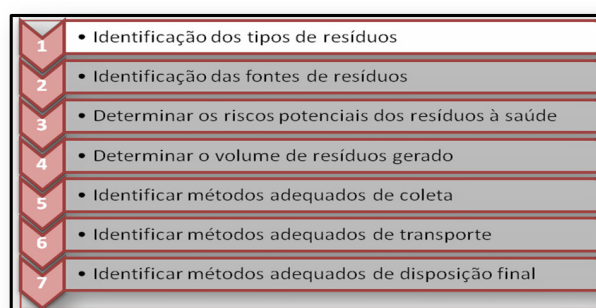 1 • Identificação dos tipos de resíduos
2 • Identificação das fontes de resíduos
3 • Determinar os riscos potenciais dos resíduos à saúde
4 • Determinar o volume de resíduos gerado
5 • Identificar métodos adequados de coleta
6 • Identificar métodos adequados de transporte
7 • Identificar métodos adequados de disposição final